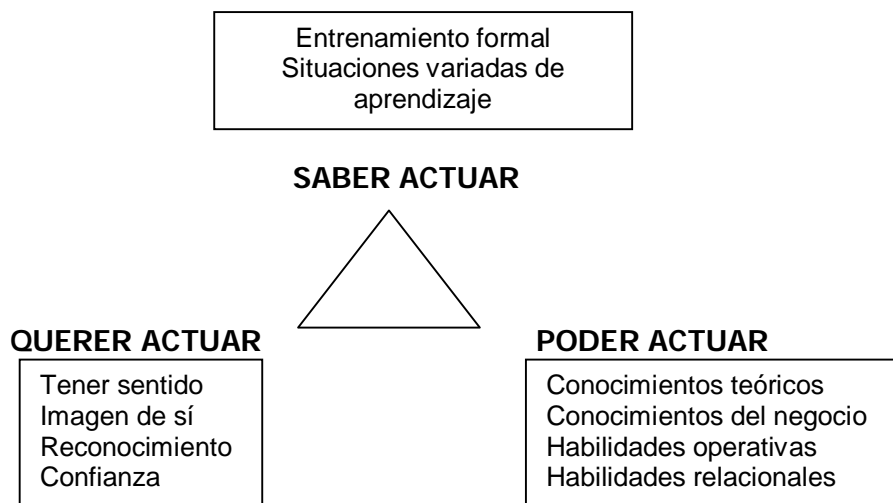 Entrenamiento formal
Situaciones variadas de
aprendizaje
SABER ACTUAR
QUERER ACTUAR
Tener sentido
Imagen de sí
Reconocimiento
Confianza
PODER ACTUAR
Conocimientos teóricos
Conocimientos del negocio
Habilidades operativas
Habilidades relacionales